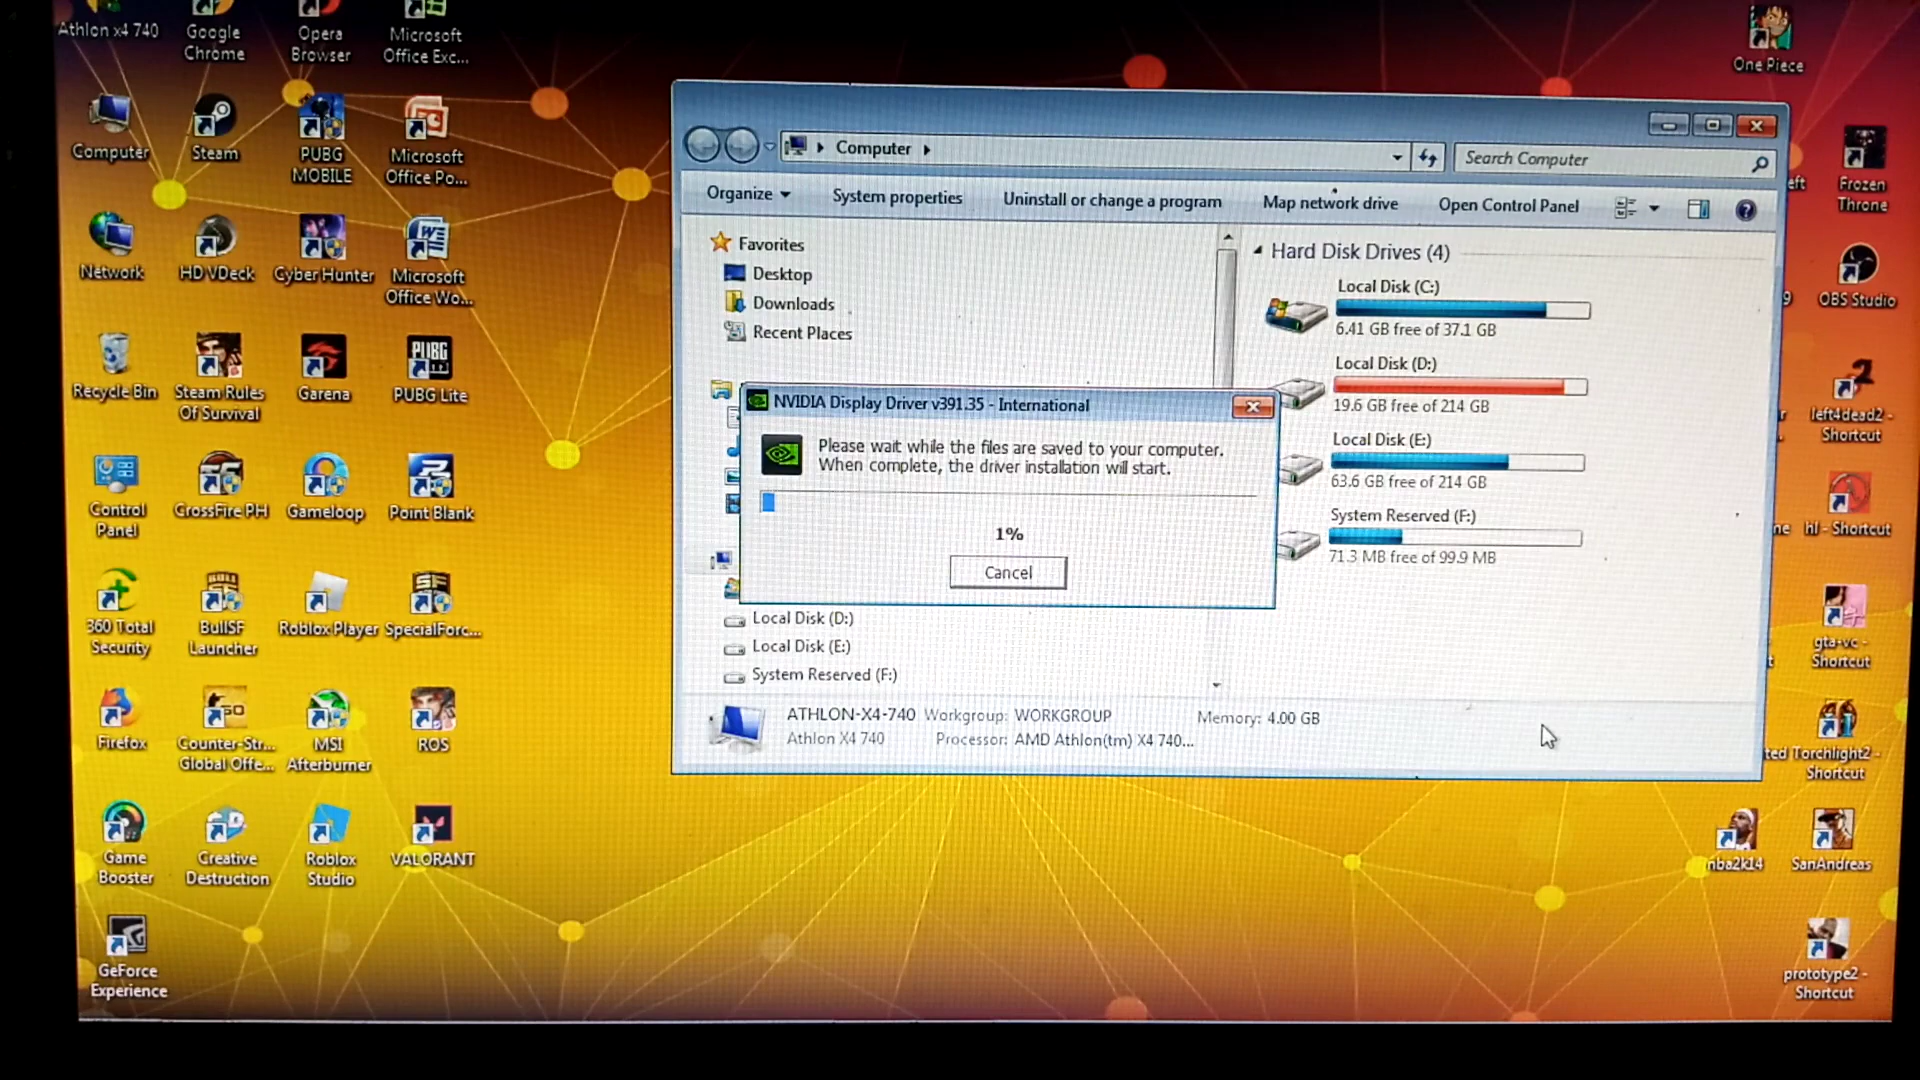 Athlon x4 740
Google
Chrome
Opera
Browser
Microsoft
Office Exc...
Computer
Steam
PUBG
MOBILE
Microsoft
Office Po...
Network
HD VDeck
Cyber Hunter
Microsoft
Office Wo...
Recycle Bin
Steam Rules
Of Survival
Garena
PUBG Lite
Control
Panel
CrossFire PH
Gameloop
Point Blank
360 Total
Security
BullSF
Launcher
Roblox Player
SpecialForc...
Firefox
Counter-Str...
Global Offe...
MSI
Afterburner
ROS
Game
Booster
Creative
Destruction
Roblox
Studio
VALORANT
GeForce
Experience
Computer
Search Computer
Organize
System properties
Uninstall or change a program
Map network drive
Open Control Panel
Favorites
Desktop
Downloads
Recent Places
Hard Disk Drives (4)
Local Disk (C:)
6.41 GB free of 37.1 GB
Local Disk (D:)
19.6 GB free of 214 GB
Local Disk (E:)
63.6 GB free of 214 GB
System Reserved (F:)
71.3 MB free of 99.9 MB
NVIDIA Display Driver v391.35 - International
Please wait while the files are saved to your computer.
When complete, the driver installation will start.
1%
Cancel
Local Disk (D:)
Local Disk (E:)
System Reserved (F:)
ATHLON-X4-740 Workgroup: WORKGROUP Memory: 4.00 GB
Athlon X4 740 Processor: AMD Athlon(tm) X4 740...
One Piece
Frozen
Throne
OBS Studio
left4dead2 -
Shortcut
hl - Shortcut
gta-vc -
Shortcut
Torchlight2 -
Shortcut
nba2k14
SanAndreas
prototype2 -
Shortcut